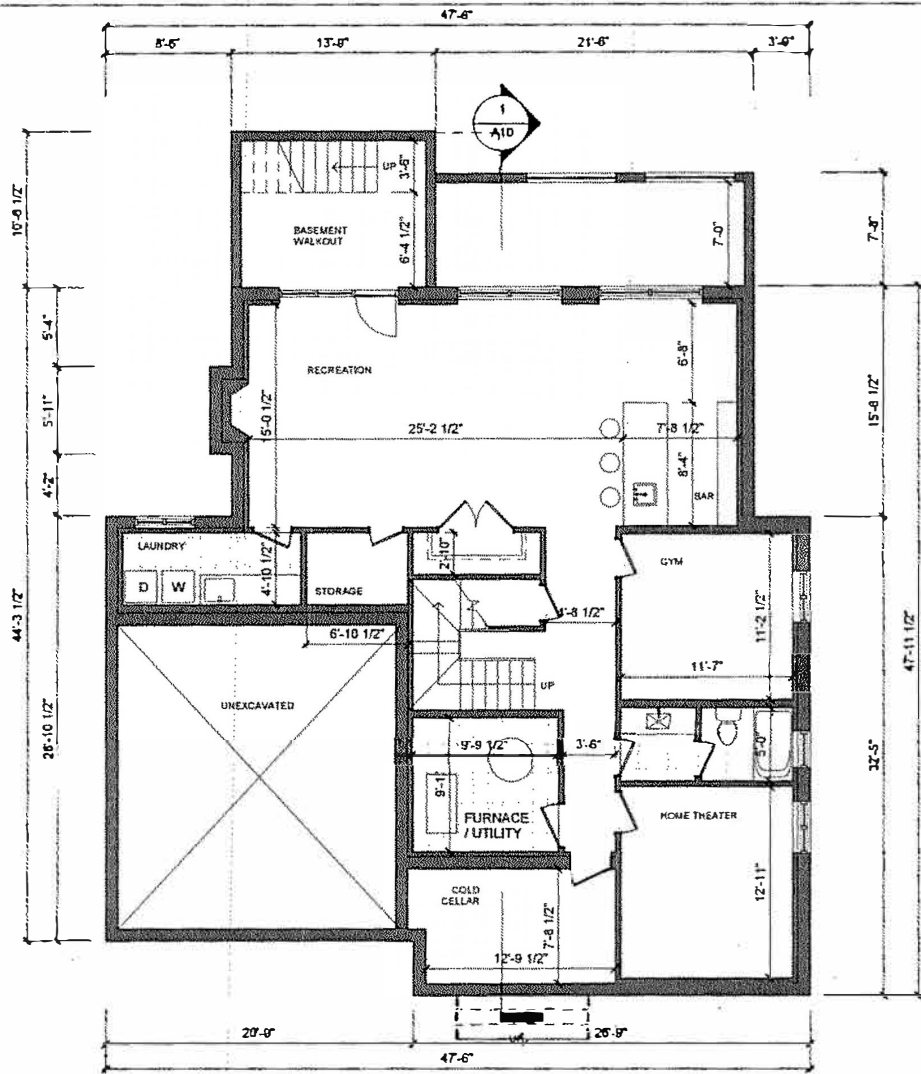 47'-6"
8'-6" 13'-9" 21'-6" 3'-9"
1
A10
UP
3'-6"
BASEMENT
WALKOUT
6'-4 1/2"
7'-0"
10'-8 1/2"
7'-8"
5'-4"
RECREATION
6'-8"
15'-8 1/2"
5'-11"
15'-0 1/2"
25'-2 1/2" 7'-8 1/2"
8'-4"
4'-2"
BAR
LAUNDRY
4'-10 1/2"
2'-10"
GYM
D W
STORAGE
4'-8 1/2"
11'-2 1/2"
44'-3 1/2"
6'-10 1/2"
11'-7"
47'-11 1/2"
UP
UNEXCAVATED
9'-9 1/2" 3'-6"
5'-0"
32'-5"
9'-1"
FURNACE
/ UTILITY
HOME THEATER
COLD
CELLAR
7'-8 1/2"
12'-11"
12'-9 1/2"
20'-9" 26'-9"
47'-6"